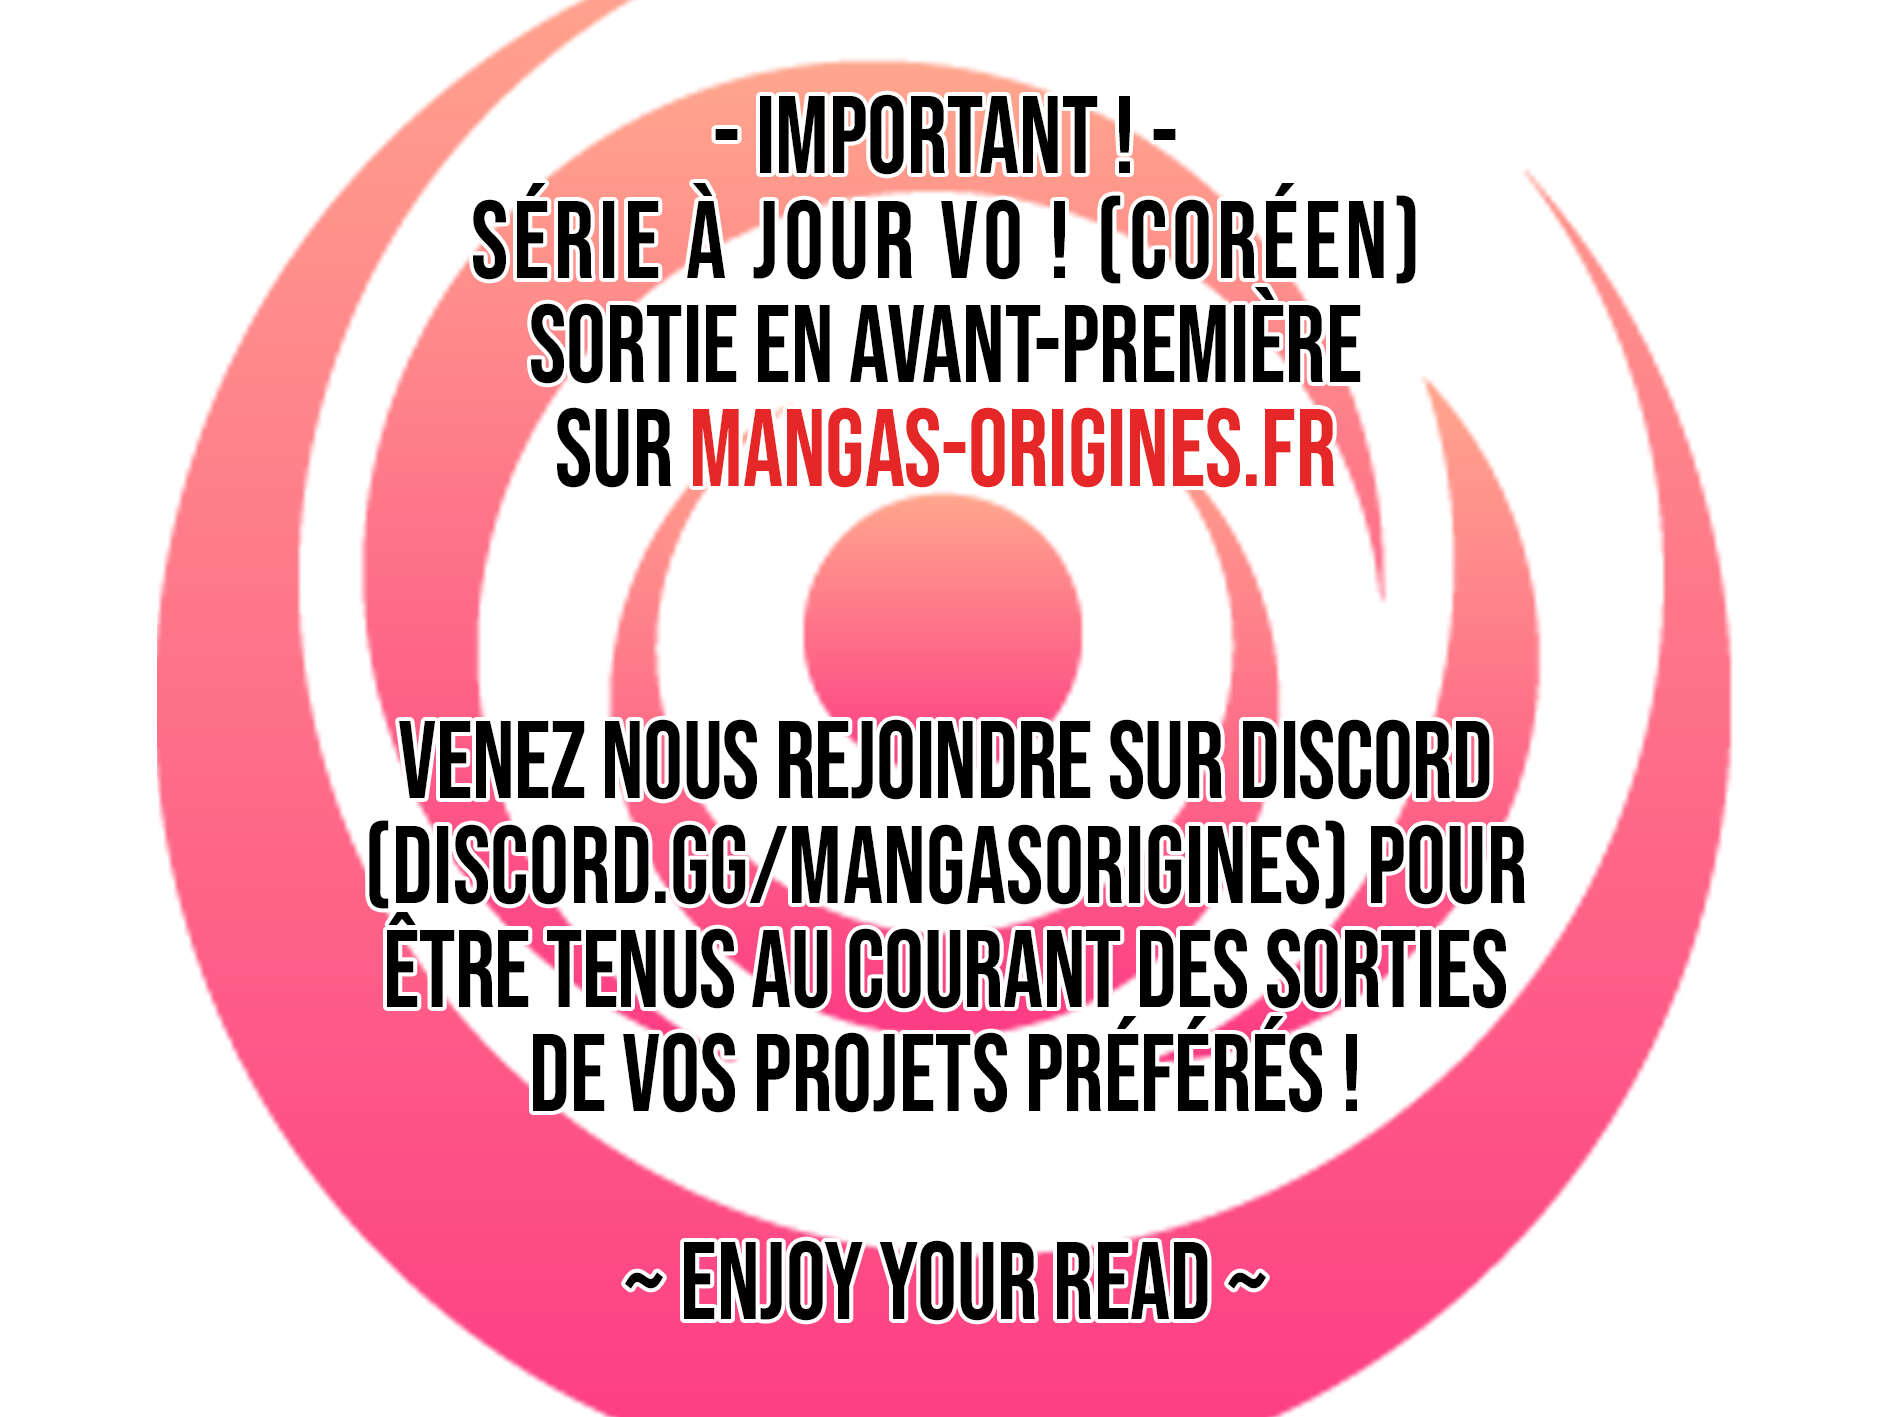 - IMPORTANT ! -
SÉRIE À JOUR VO ! (CORÉEN)
SORTIE EN AVANT-PREMIÈRE
SUR MANGAS-ORIGINES.FR
VENEZ NOUS REJOINDRE SUR DISCORD
(DISCORD.GG/MANGASORIGINES) POUR
ÊTRE TENUS AU COURANT DES SORTIES
DE VOS PROJETS PRÉFÉRÉS !
~ ENJOY YOUR READ ~